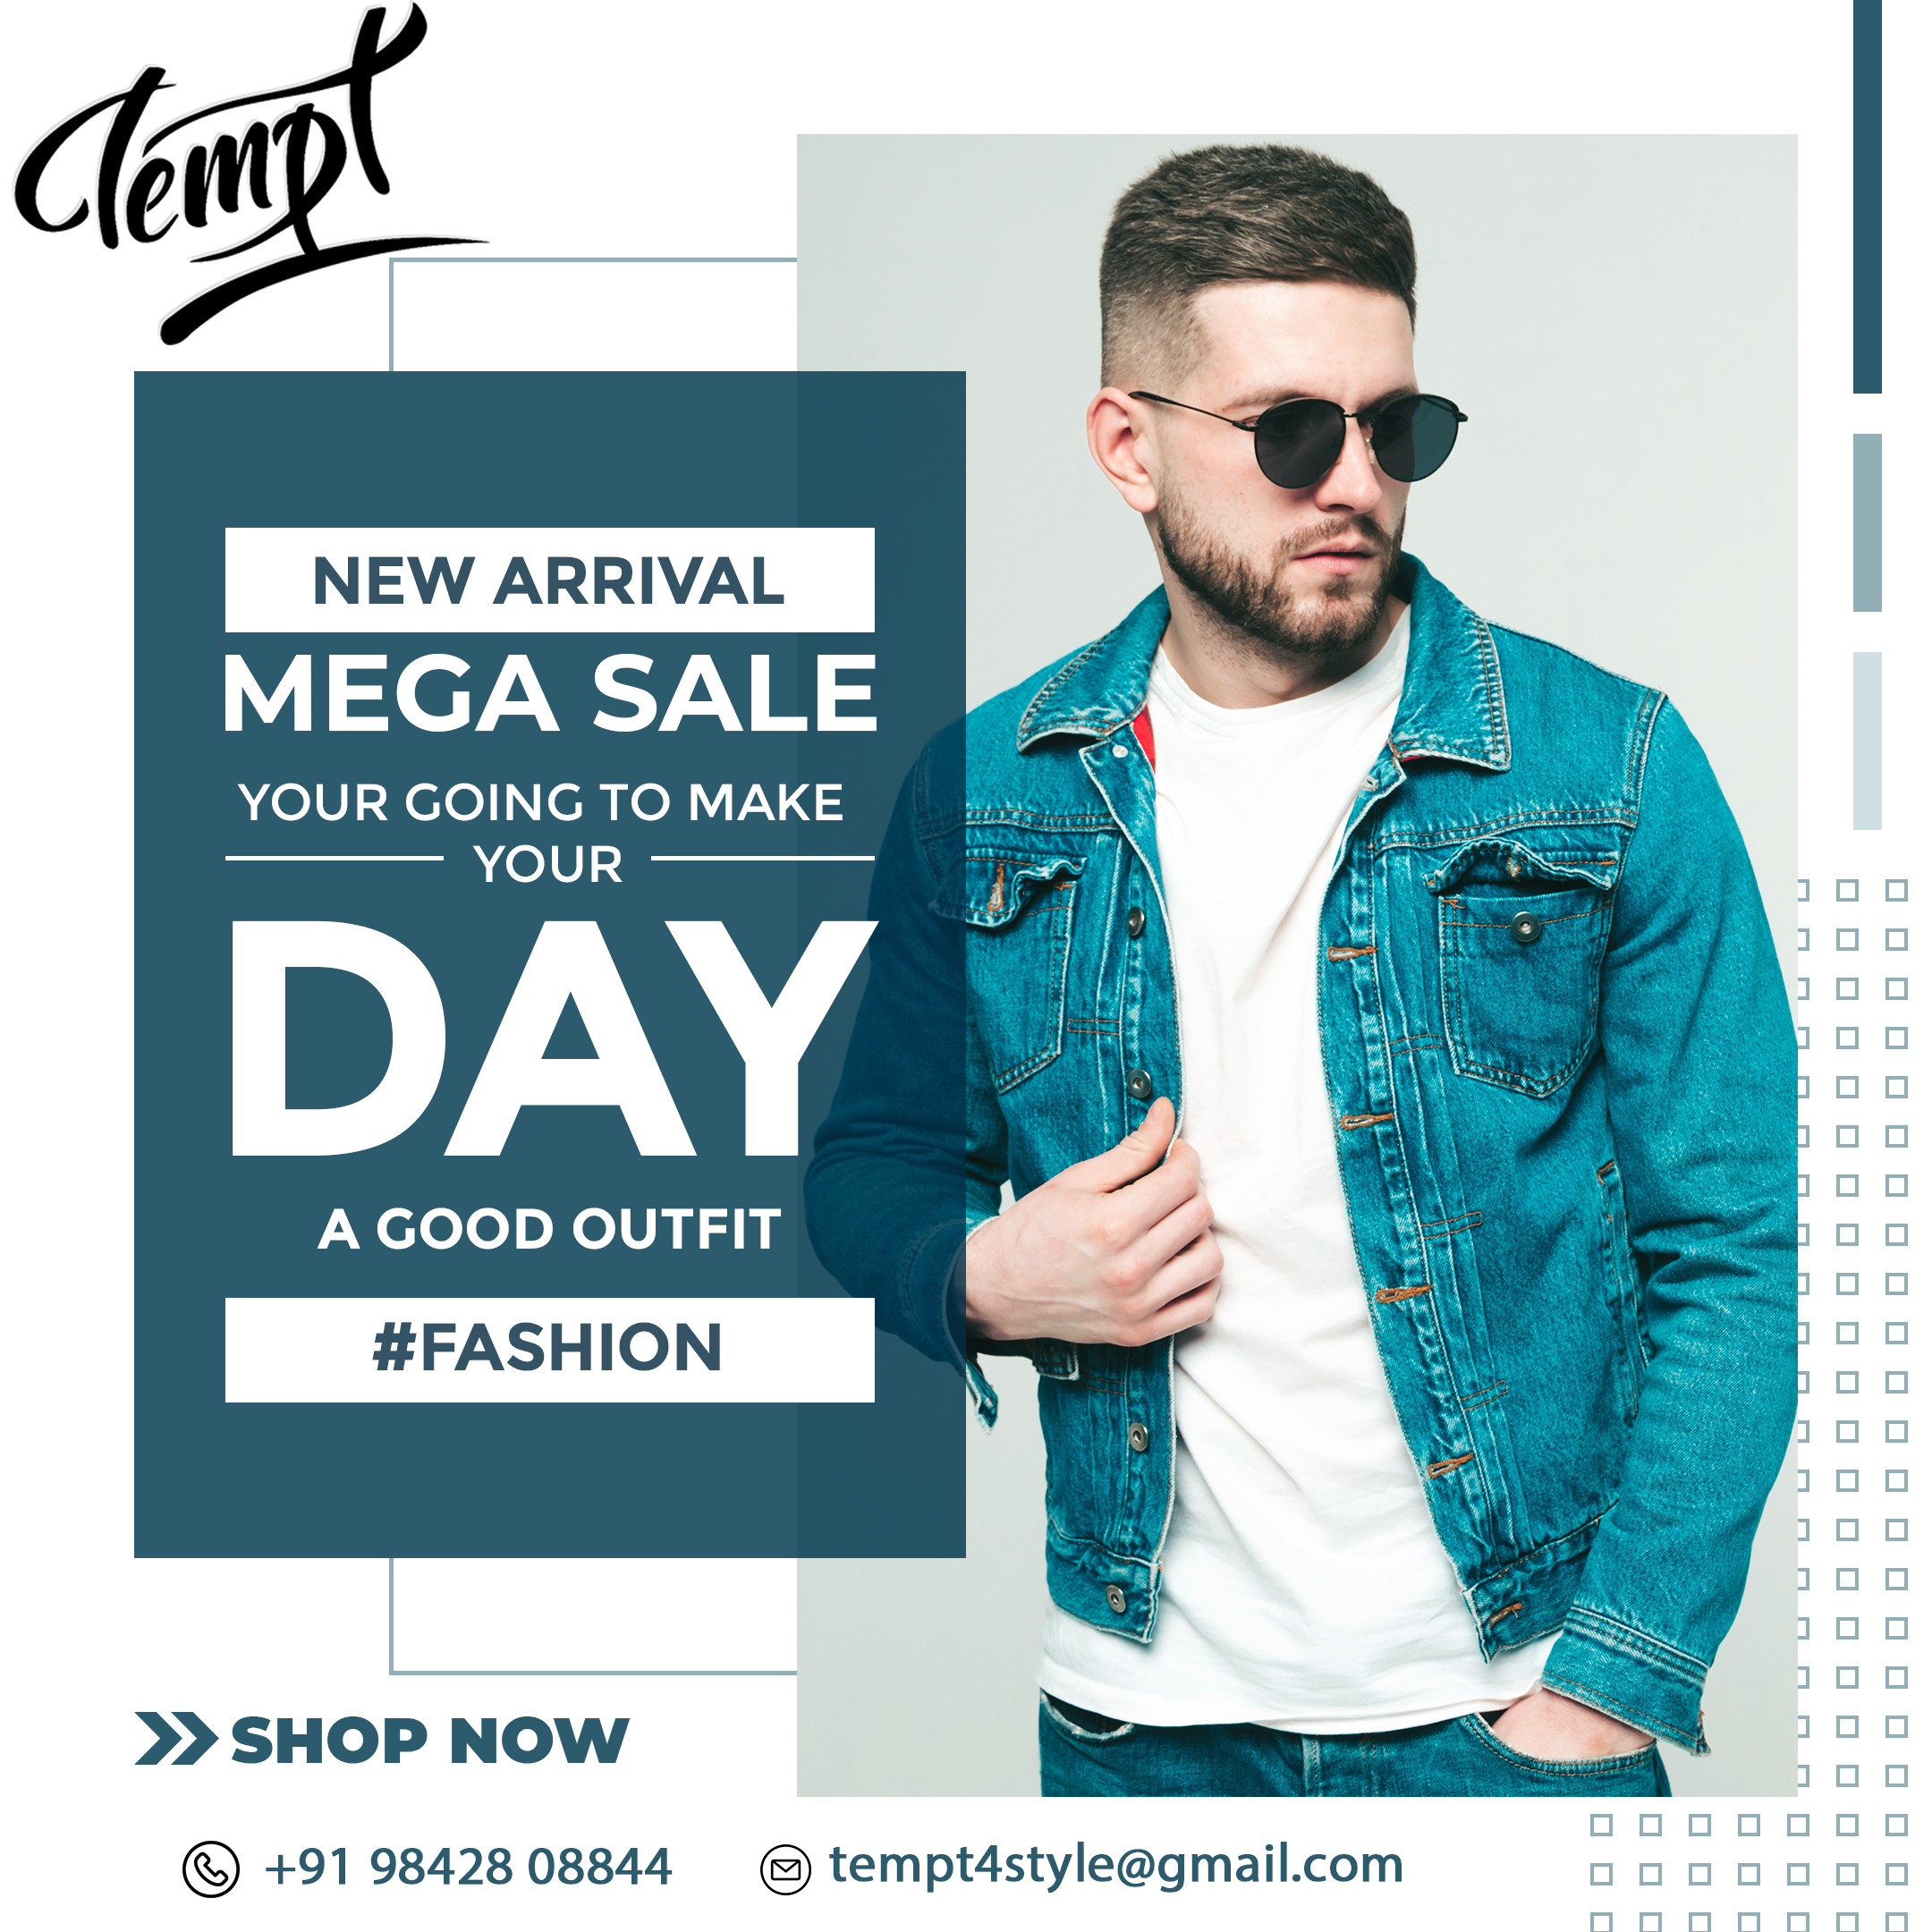 Tempt
NEW ARRIVAL
MEGA SALE
YOUR GOING TO MAKE
YOUR
DAY
A GOOD OUTFIT
#FASHION
SHOP NOW
+91 98428 08844
tempt4style@gmail.com